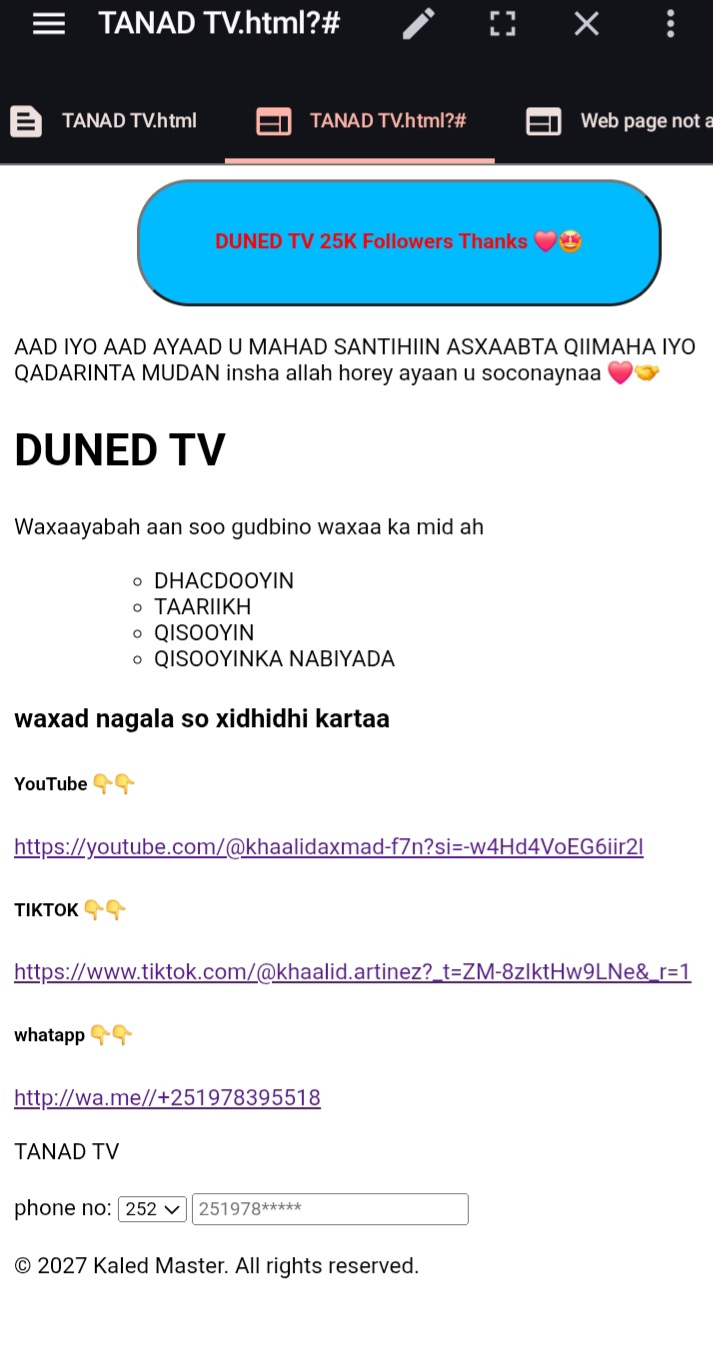 TANAD TV.html?#
TANAD TV.html
TANAD TV.html?#
Web page not a
DUNED TV 25K Followers Thanks ❤️🤩
AAD IYO AAD AYAAD U MAHAD SANTIHIIN ASXAABTA QIIMAHA IYO
QADARINTA MUDAN insha allah horey ayaan u soconaynaa ❤️🤝
DUNED TV
Waxaayabah aan soo gudbino waxaa ka mid ah
DHACDOOYIN
TAARIIKH
QISOOYIN
QISOOYINKA NABIYADA
waxad nagala so xidhidhi kartaa
YouTube 👇👇
https://youtube.com/@khaalidaxmad-f7n?si=-w4Hd4VoEG6iir2l
TIKTOK 👇👇
https://www.tiktok.com/@khaalid.artinez?_t=ZM-8zlktHw9LNe&_r=1
whatapp 👇👇
http://wa.me//+251978395518
TANAD TV
phone no: 252 251978*****
© 2027 Kaled Master. All rights reserved.